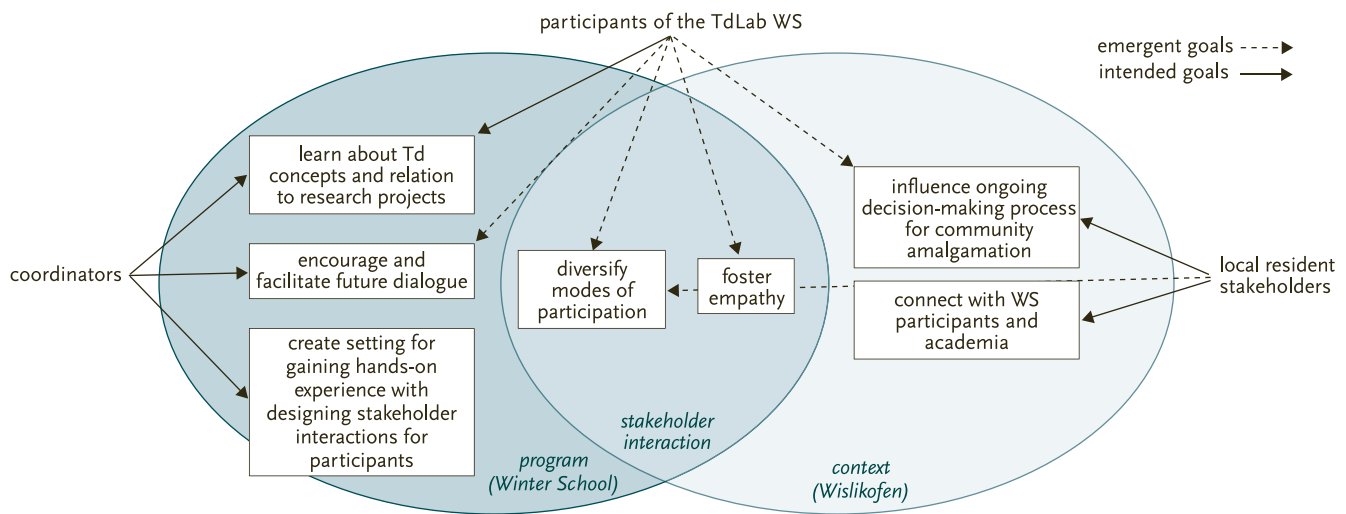 participants of the TdLab WS
emergent goals
intended goals
learn about Td
concepts and relation
to research projects
influence ongoing
decision-making process
for community
amalgamation
coordinators
encourage and
facilitate future dialogue
diversify
modes of
participation
foster
empathy
local resident
stakeholders
connect with WS
participants and
academia
create setting for
gaining hands-on
experience with
designing stakeholder
interactions for
participants
stakeholder
interaction
program
(Winter School)
context
(Wislikofen)